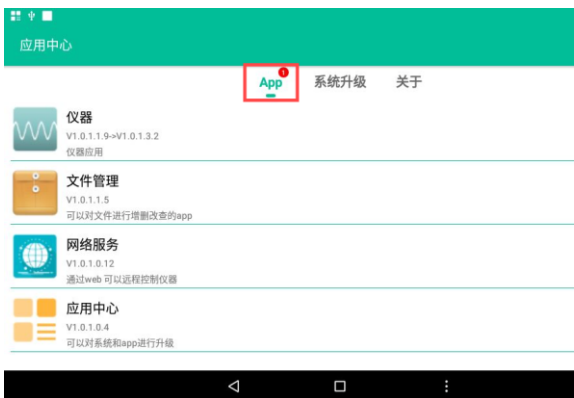 应用中心
App 1 系统升级 关于
仪器
V1.0.1.1.9->V1.0.1.3.2
仪器应用
文件管理
V1.0.1.1.5
可以对文件进行增删改查的app
网络服务
V1.0.1.0.12
通过web 可以远程控制仪器
应用中心
V1.0.1.0.4
可以对系统和app进行升级